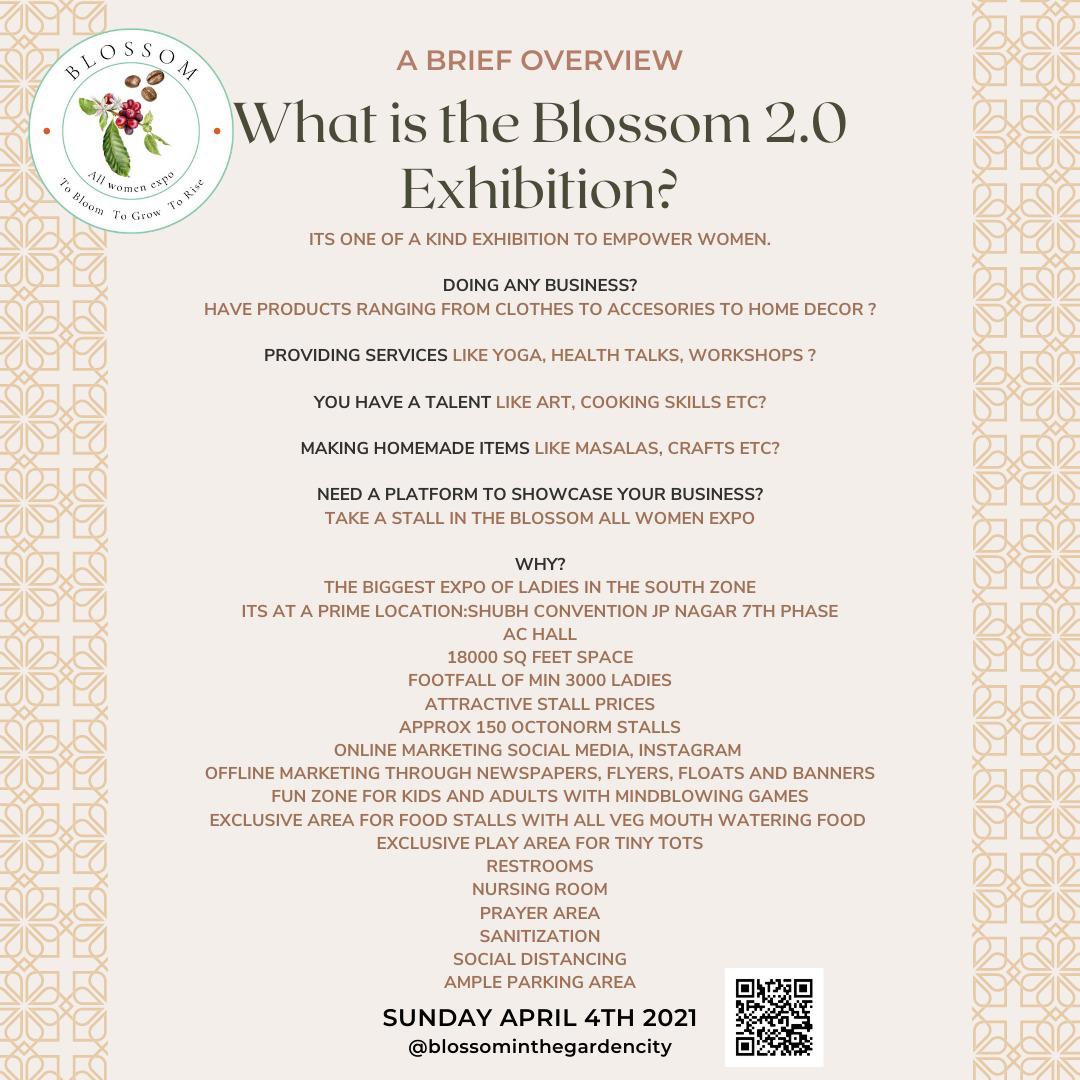 BLOSSOM
All women expo
To Bloom To Grow To Rise
A BRIEF OVERVIEW
What is the Blossom 2.0
Exhibition?
ITS ONE OF A KIND EXHIBITION TO EMPOWER WOMEN.
DOING ANY BUSINESS?
HAVE PRODUCTS RANGING FROM CLOTHES TO ACCESORIES TO HOME DECOR ?
PROVIDING SERVICES LIKE YOGA, HEALTH TALKS, WORKSHOPS ?
YOU HAVE A TALENT LIKE ART, COOKING SKILLS ETC?
MAKING HOMEMADE ITEMS LIKE MASALAS, CRAFTS ETC?
NEED A PLATFORM TO SHOWCASE YOUR BUSINESS?
TAKE A STALL IN THE BLOSSOM ALL WOMEN EXPO
WHY?
THE BIGGEST EXPO OF LADIES IN THE SOUTH ZONE
ITS AT A PRIME LOCATION:SHUBH CONVENTION JP NAGAR 7TH PHASE
AC HALL
18000 SQ FEET SPACE
FOOTFALL OF MIN 3000 LADIES
ATTRACTIVE STALL PRICES
APPROX 150 OCTONORM STALLS
ONLINE MARKETING SOCIAL MEDIA, INSTAGRAM
OFFLINE MARKETING THROUGH NEWSPAPERS, FLYERS, FLOATS AND BANNERS
FUN ZONE FOR KIDS AND ADULTS WITH MINDBLOWING GAMES
EXCLUSIVE AREA FOR FOOD STALLS WITH ALL VEG MOUTH WATERING FOOD
EXCLUSIVE PLAY AREA FOR TINY TOTS
RESTROOMS
NURSING ROOM
PRAYER AREA
SANITIZATION
SOCIAL DISTANCING
AMPLE PARKING AREA
SUNDAY APRIL 4TH 2021
@blossominthegardencity